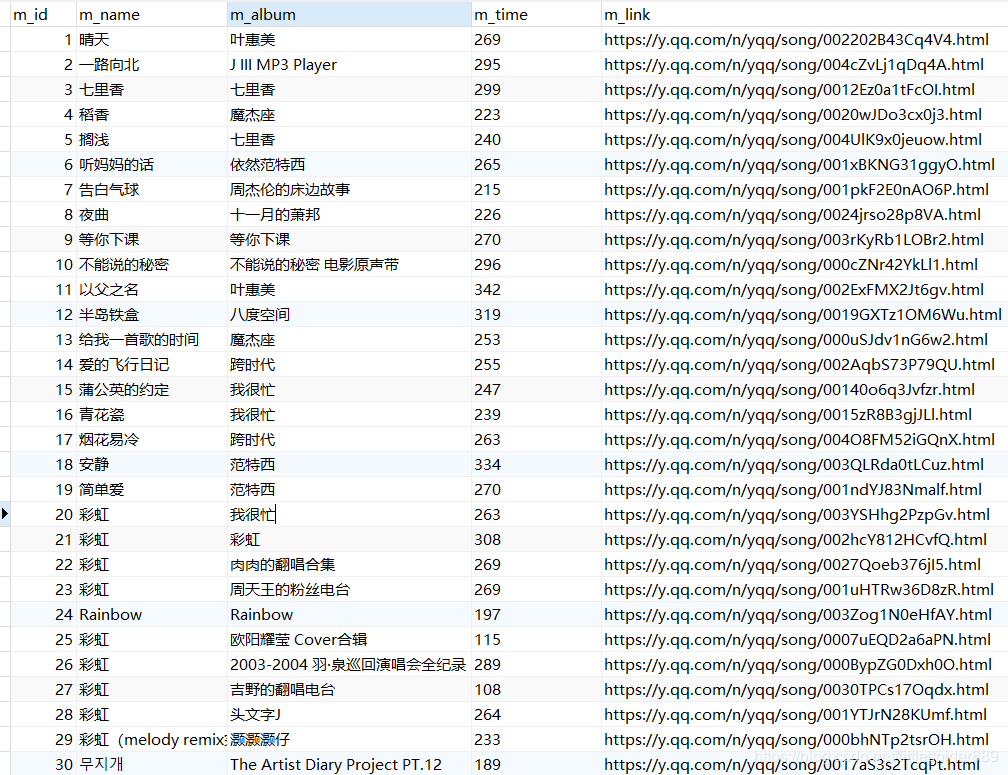 m_id m_name m_album m_time m_link
1 晴天 叶惠美 269 https://y.qq.com/n/yqq/song/002202B43Cq4V4.html
2 一路向北 J III MP3 Player 295 https://y.qq.com/n/yqq/song/004cZvLj1qDq4A.html
3 七里香 七里香 299 https://y.qq.com/n/yqq/song/0012Ez0a1tFcOI.html
4 稻香 魔杰座 223 https://y.qq.com/n/yqq/song/0020wJDo3cx0j3.html
5 搁浅 七里香 240 https://y.qq.com/n/yqq/song/004UlK9x0jeuow.html
6 听妈妈的话 依然范特西 265 https://y.qq.com/n/yqq/song/001xBKNG31ggyO.html
7 告白气球 周杰伦的床边故事 215 https://y.qq.com/n/yqq/song/001pkF2E0nAO6P.html
8 夜曲 十一月的萧邦 226 https://y.qq.com/n/yqq/song/0024jrso28p8VA.html
9 等你下课 等你下课 270 https://y.qq.com/n/yqq/song/003rKyRb1LOBr2.html
10 不能说的秘密 不能说的秘密 电影原声带 296 https://y.qq.com/n/yqq/song/000cZNr42YkLl1.html
11 以父之名 叶惠美 342 https://y.qq.com/n/yqq/song/002ExFMX2Jt6gv.html
12 半岛铁盒 八度空间 319 https://y.qq.com/n/yqq/song/0019GXTz1OM6Wu.html
13 给我一首歌的时间 魔杰座 253 https://y.qq.com/n/yqq/song/000uSJdv1nG6w2.html
14 爱的飞行日记 跨时代 255 https://y.qq.com/n/yqq/song/002AqbS73P79QU.html
15 蒲公英的约定 我很忙 247 https://y.qq.com/n/yqq/song/00140o6q3Jvfzr.html
16 青花瓷 我很忙 239 https://y.qq.com/n/yqq/song/0015zR8B3gjJLl.html
17 烟花易冷 跨时代 263 https://y.qq.com/n/yqq/song/004O8FM52iGQnX.html
18 安静 范特西 334 https://y.qq.com/n/yqq/song/003QLRda0tLCuz.html
19 简单爱 范特西 270 https://y.qq.com/n/yqq/song/001ndYJ83Nmalf.html
20 彩虹 我很忙 263 https://y.qq.com/n/yqq/song/003YSHhg2PzpGv.html
21 彩虹 彩虹 308 https://y.qq.com/n/yqq/song/002hcY812HCvfQ.html
22 彩虹 肉肉的翻唱合集 269 https://y.qq.com/n/yqq/song/0027Qoeb376jI5.html
23 彩虹 周天王的粉丝电台 269 https://y.qq.com/n/yqq/song/001uHTRw36D8zR.html
24 Rainbow Rainbow 197 https://y.qq.com/n/yqq/song/003Zog1N0eHfAY.html
25 彩虹 欧阳耀莹 Cover合辑 115 https://y.qq.com/n/yqq/song/0007uEQD2a6aPN.html
26 彩虹 2003-2004 羽·泉巡回演唱会全纪录 289 https://y.qq.com/n/yqq/song/000BypZG0Dxh0O.html
27 彩虹 吉野的翻唱电台 108 https://y.qq.com/n/yqq/song/0030TPCs17Oqdx.html
28 彩虹 头文字J 264 https://y.qq.com/n/yqq/song/001YTJrN28KUmf.html
29 彩虹（melody remix 灏灏灏仔 233 https://y.qq.com/n/yqq/song/000bhNTp2tsrOH.html
30 무지개 The Artist Diary Project PT.12 189 https://y.qq.com/n/yqq/song/0017aS3s2TcqPt.html